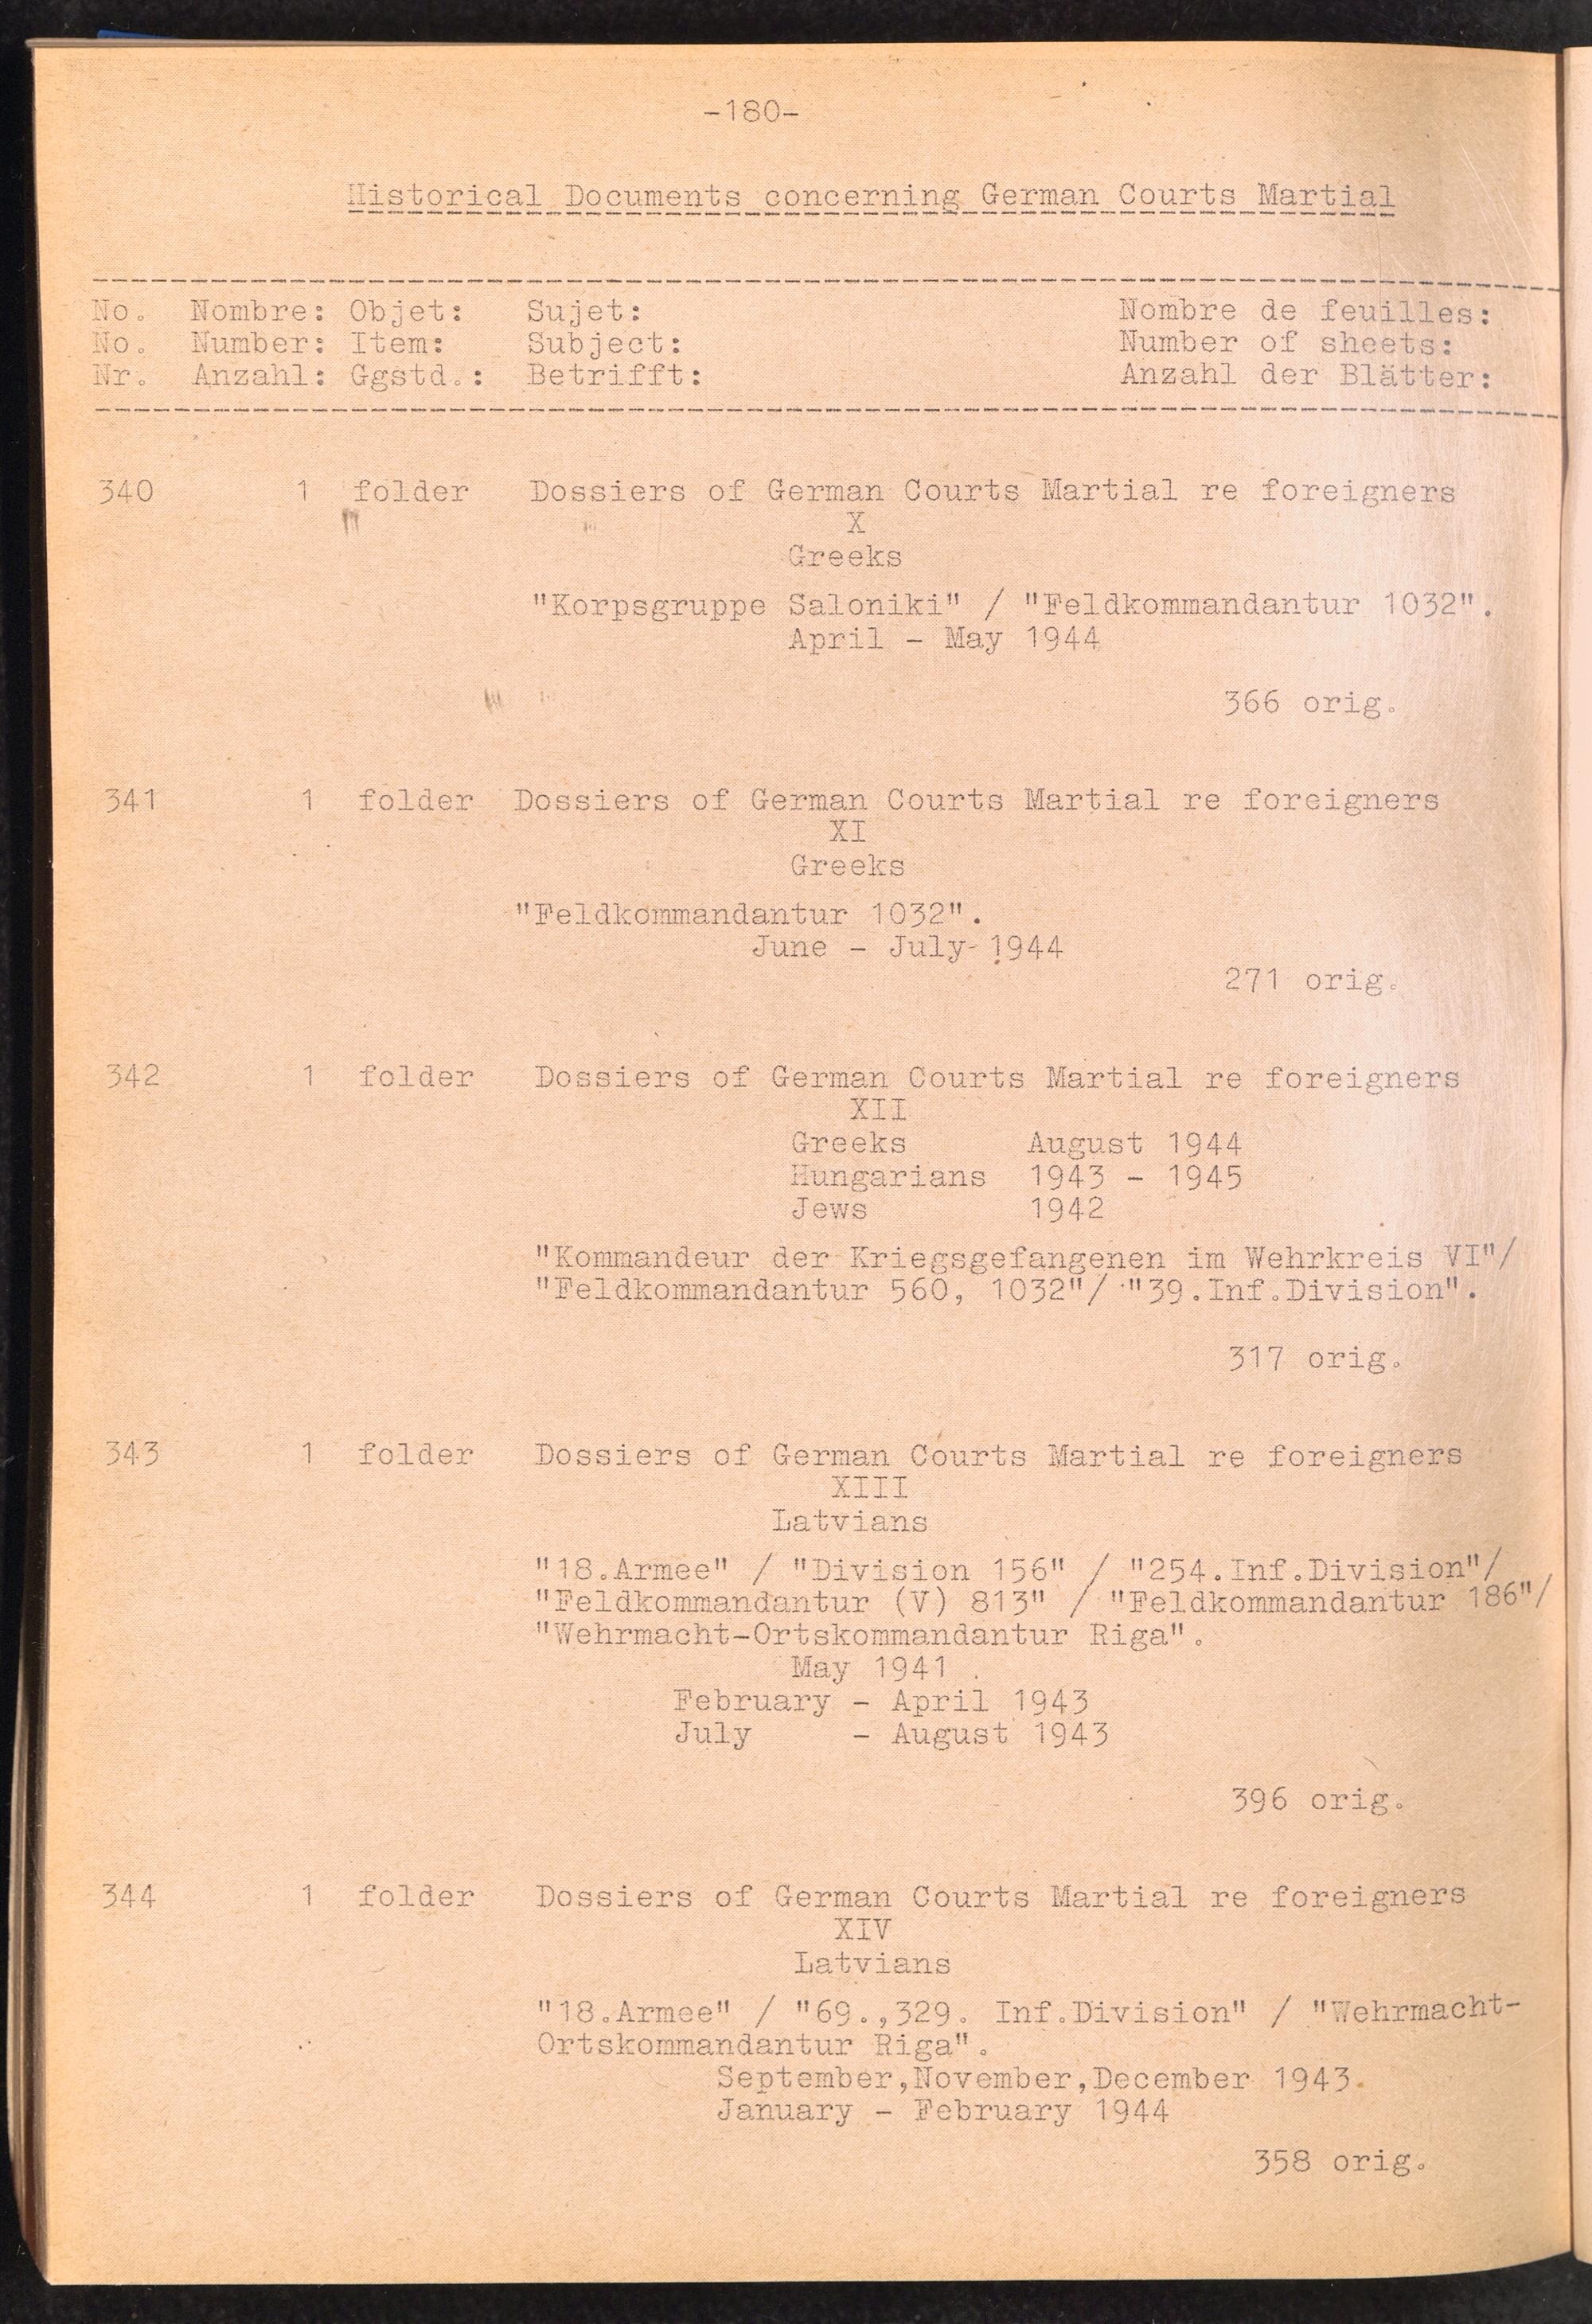 -180-
Historical Documents concerning German Courts Martial
No. Nombre: Objet: Sujet: Nombre de feuilles:
No. Number: Item: Subject: Number of sheets:
Nr. Anzahl: Ggstd.: Betrifft: Anzahl der Blätter:
340 1 folder Dossiers of German Courts Martial re foreigners
X
Greeks
"Korpsgruppe Saloniki" / "Feldkommandantur 1032".
April - May 1944
366 orig.
341 1 folder Dossiers of German Courts Martial re foreigners
XI
Greeks
"Feldkommandantur 1032".
June - July 1944
271 orig.
342 1 folder Dossiers of German Courts Martial re foreigners
XII
Greeks August 1944
Hungarians 1943 - 1945
Jews 1942
"Kommandeur der Kriegsgefangenen im Wehrkreis VI"/
"Feldkommandantur 560, 1032"/ "39.Inf.Division".
317 orig.
343 1 folder Dossiers of German Courts Martial re foreigners
XIII
Latvians
"18.Armee" / "Division 156" / "254.Inf.Division"/
"Feldkommandantur (V) 813" / "Feldkommandantur 186"/
"Wehrmacht-Ortskommandantur Riga".
May 1941
February - April 1943
July - August 1943
396 orig.
344 1 folder Dossiers of German Courts Martial re foreigners
XIV
Latvians
"18.Armee" / "69.,329. Inf.Division" / "Wehrmacht-
Ortskommandantur Riga".
September,November,December 1943.
January - February 1944
358 orig.